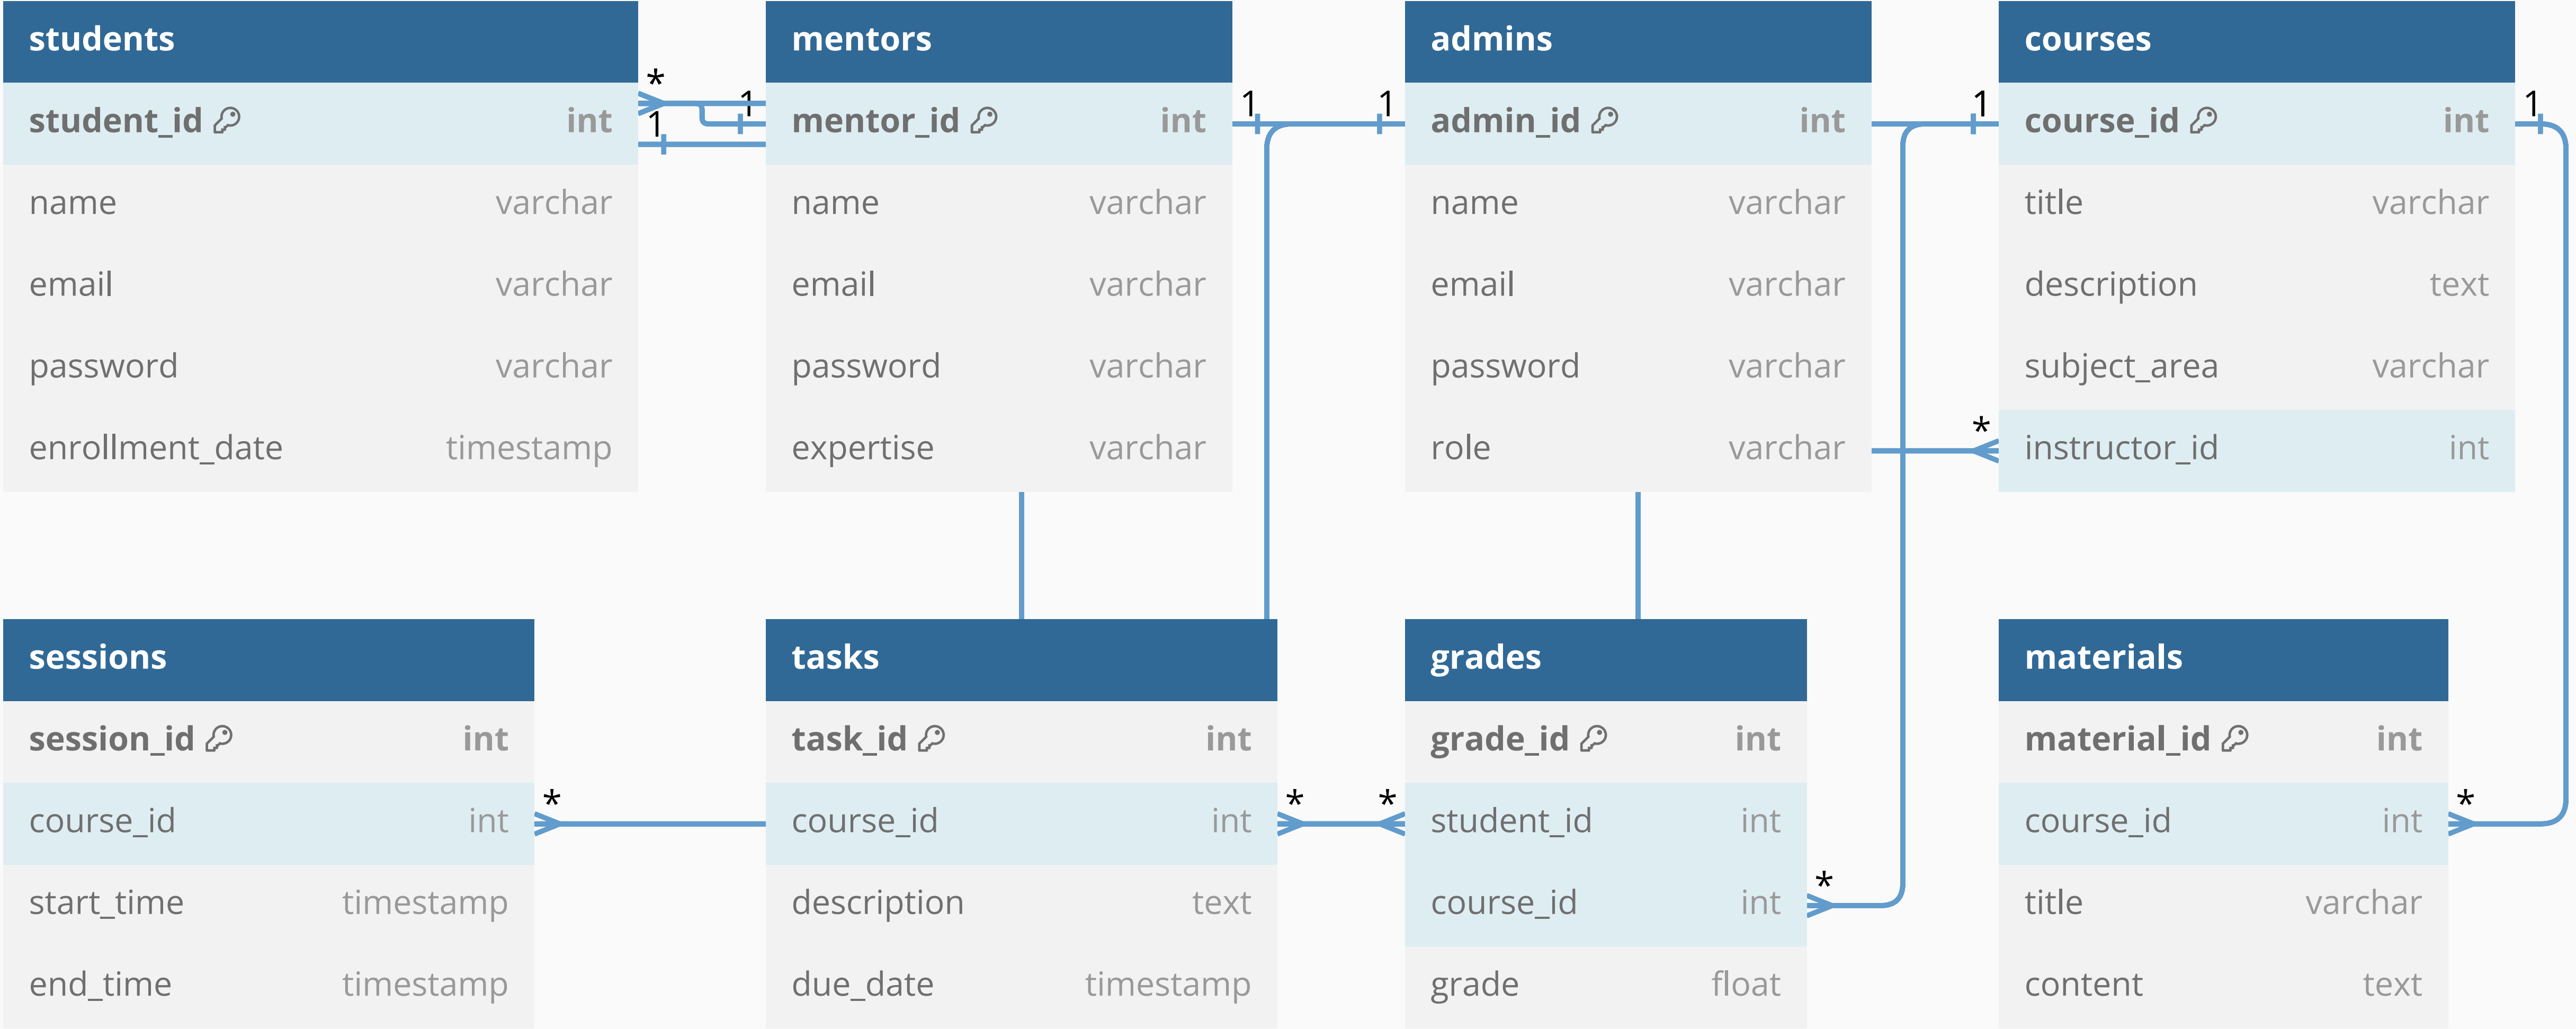 students
student_id int
name varchar
email varchar
password varchar
enrollment_date timestamp
* 1
1
mentors
mentor_id int
name varchar
email varchar
password varchar
expertise varchar
1 1
admins
admin_id int
name varchar
email varchar
password varchar
role varchar
1
*
courses
course_id int
title varchar
description text
subject_area varchar
instructor_id int
1
sessions
session_id int
course_id int
start_time timestamp
end_time timestamp
*
tasks
task_id int
course_id int
description text
due_date timestamp
* *
grades
grade_id int
student_id int
course_id int
grade float
*
materials
material_id int
course_id int
title varchar
content text
*